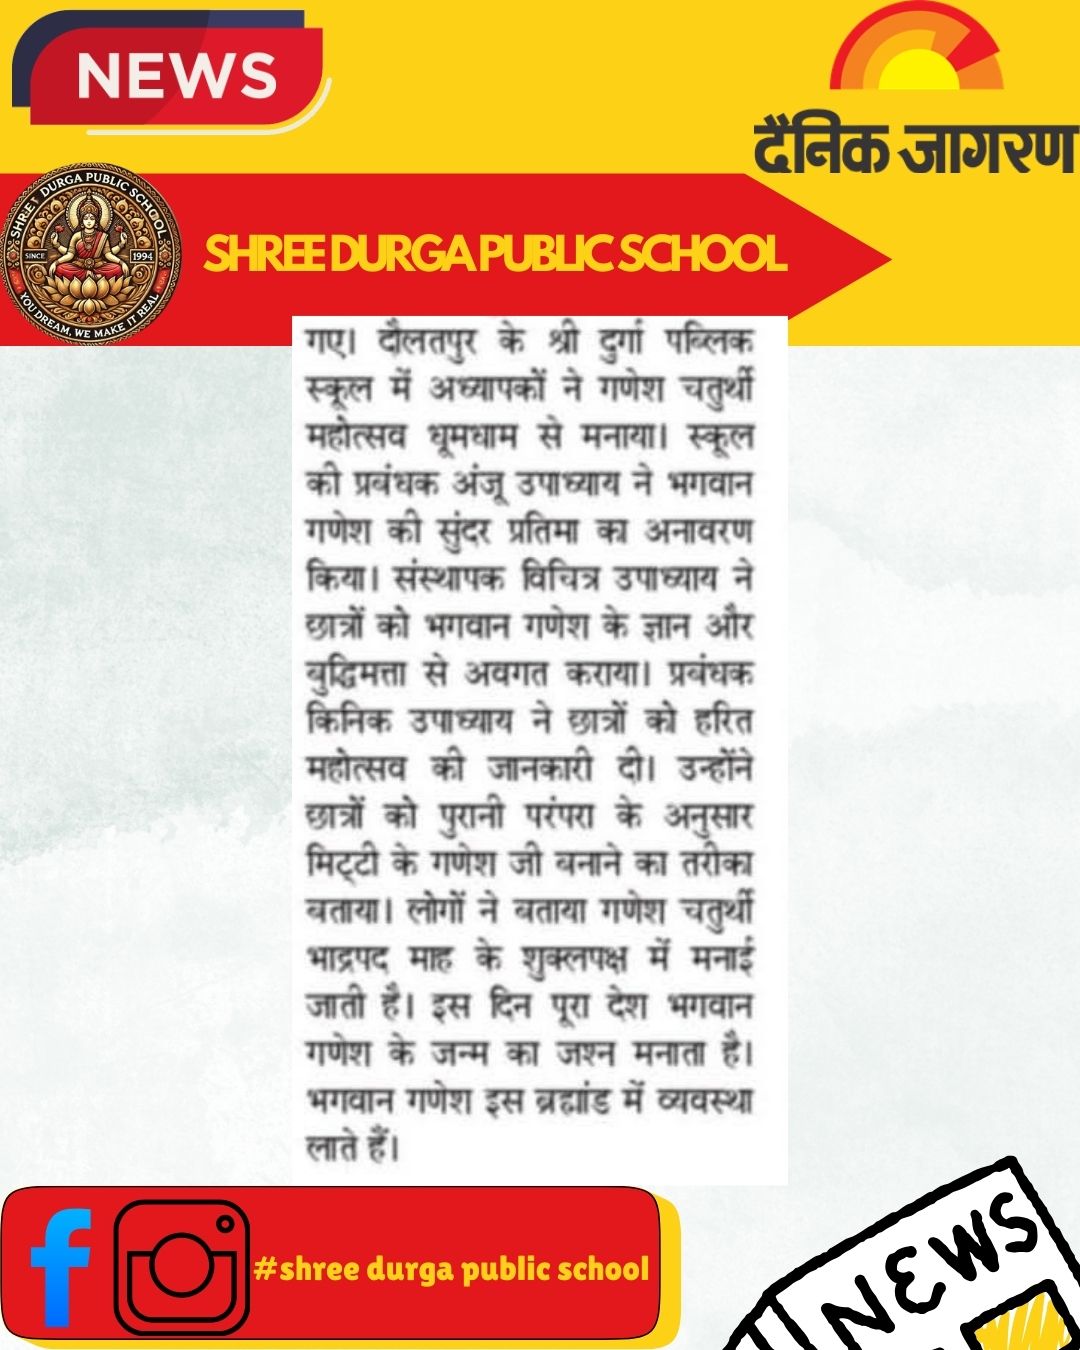 NEWS
दैनिक जागरण
SHREE DURGA PUBLIC SCHOOL
SINCE 1994
YOU DREAM, WE MAKE IT REAL
SHREE DURGA PUBLIC SCHOOL
गए। दौलतपुर के श्री दुर्गा पब्लिक
स्कूल में अध्यापकों ने गणेश चतुर्थी
महोत्सव धूमधाम से मनाया। स्कूल
की प्रबंधक अंजू उपाध्याय ने भगवान
गणेश की सुंदर प्रतिमा का अनावरण
किया। संस्थापक विचित्र उपाध्याय ने
छात्रों को भगवान गणेश के ज्ञान और
बुद्धिमत्ता से अवगत कराया। प्रबंधक
किनिक उपाध्याय ने छात्रों को हरित
महोत्सव की जानकारी दी। उन्होंने
छात्रों को पुरानी परंपरा के अनुसार
मिट्टी के गणेश जी बनाने का तरीका
बताया। लोगों ने बताया गणेश चतुर्थी
भाद्रपद माह के शुक्लपक्ष में मनाई
जाती है। इस दिन पूरा देश भगवान
गणेश के जन्म का जश्न मनाता है।
भगवान गणेश इस ब्रह्मांड में व्यवस्था
लाते हैं।
#shree durga public school
NEWS